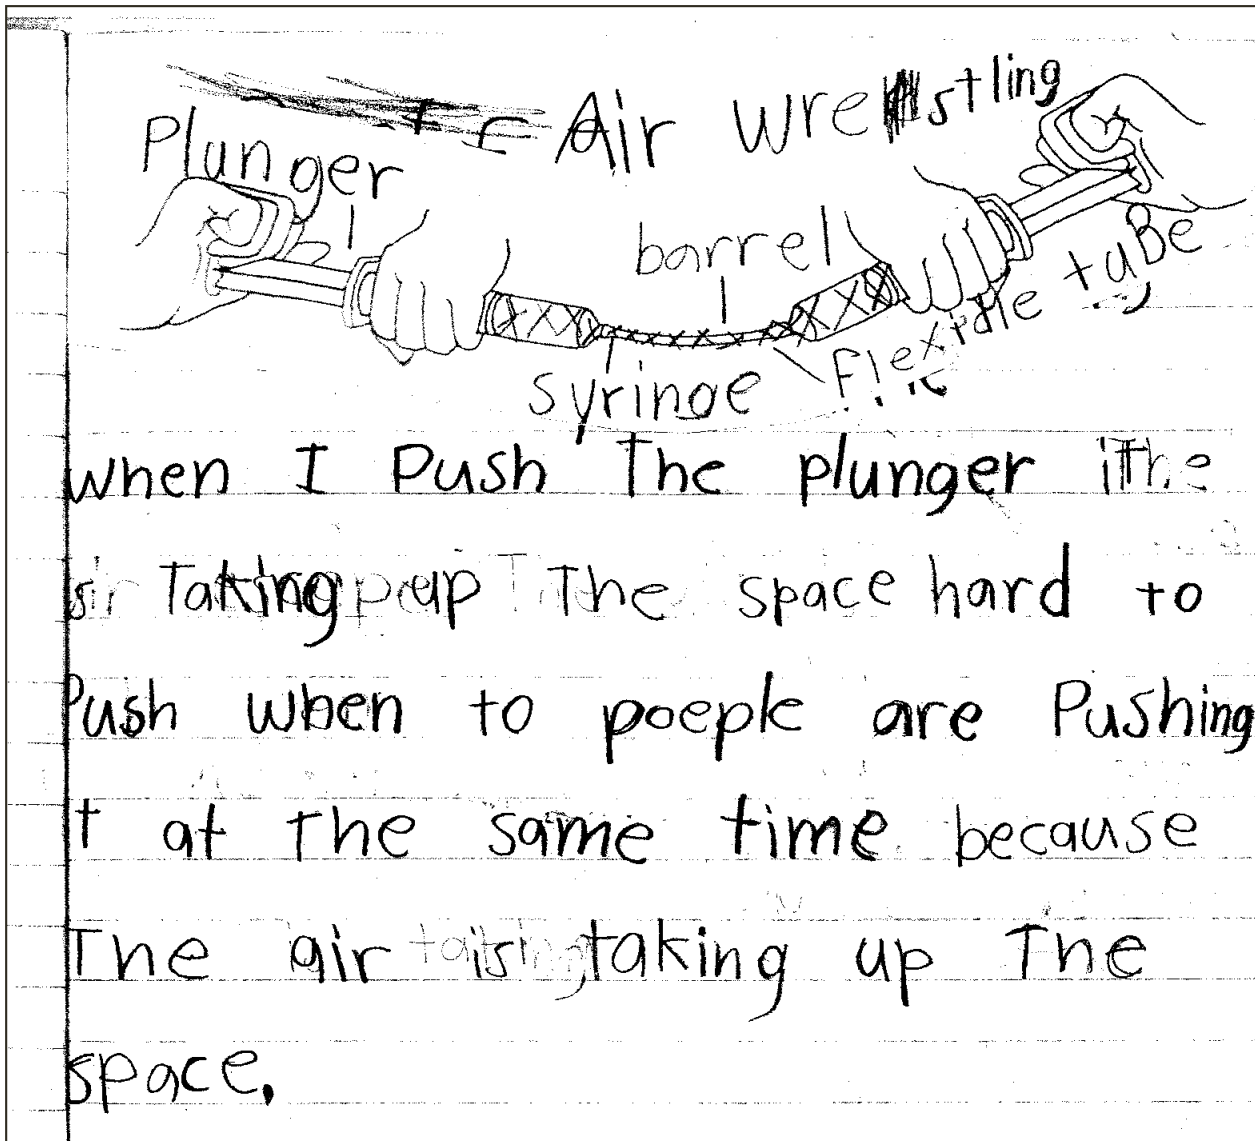 Air wrestling
Plunger
barrel
flexible tuBe
syringe
when I Push The plunger The
air Taking up The space hard to
Push when to poeple are Pushing
it at The same time because
The air is taking up The
space.